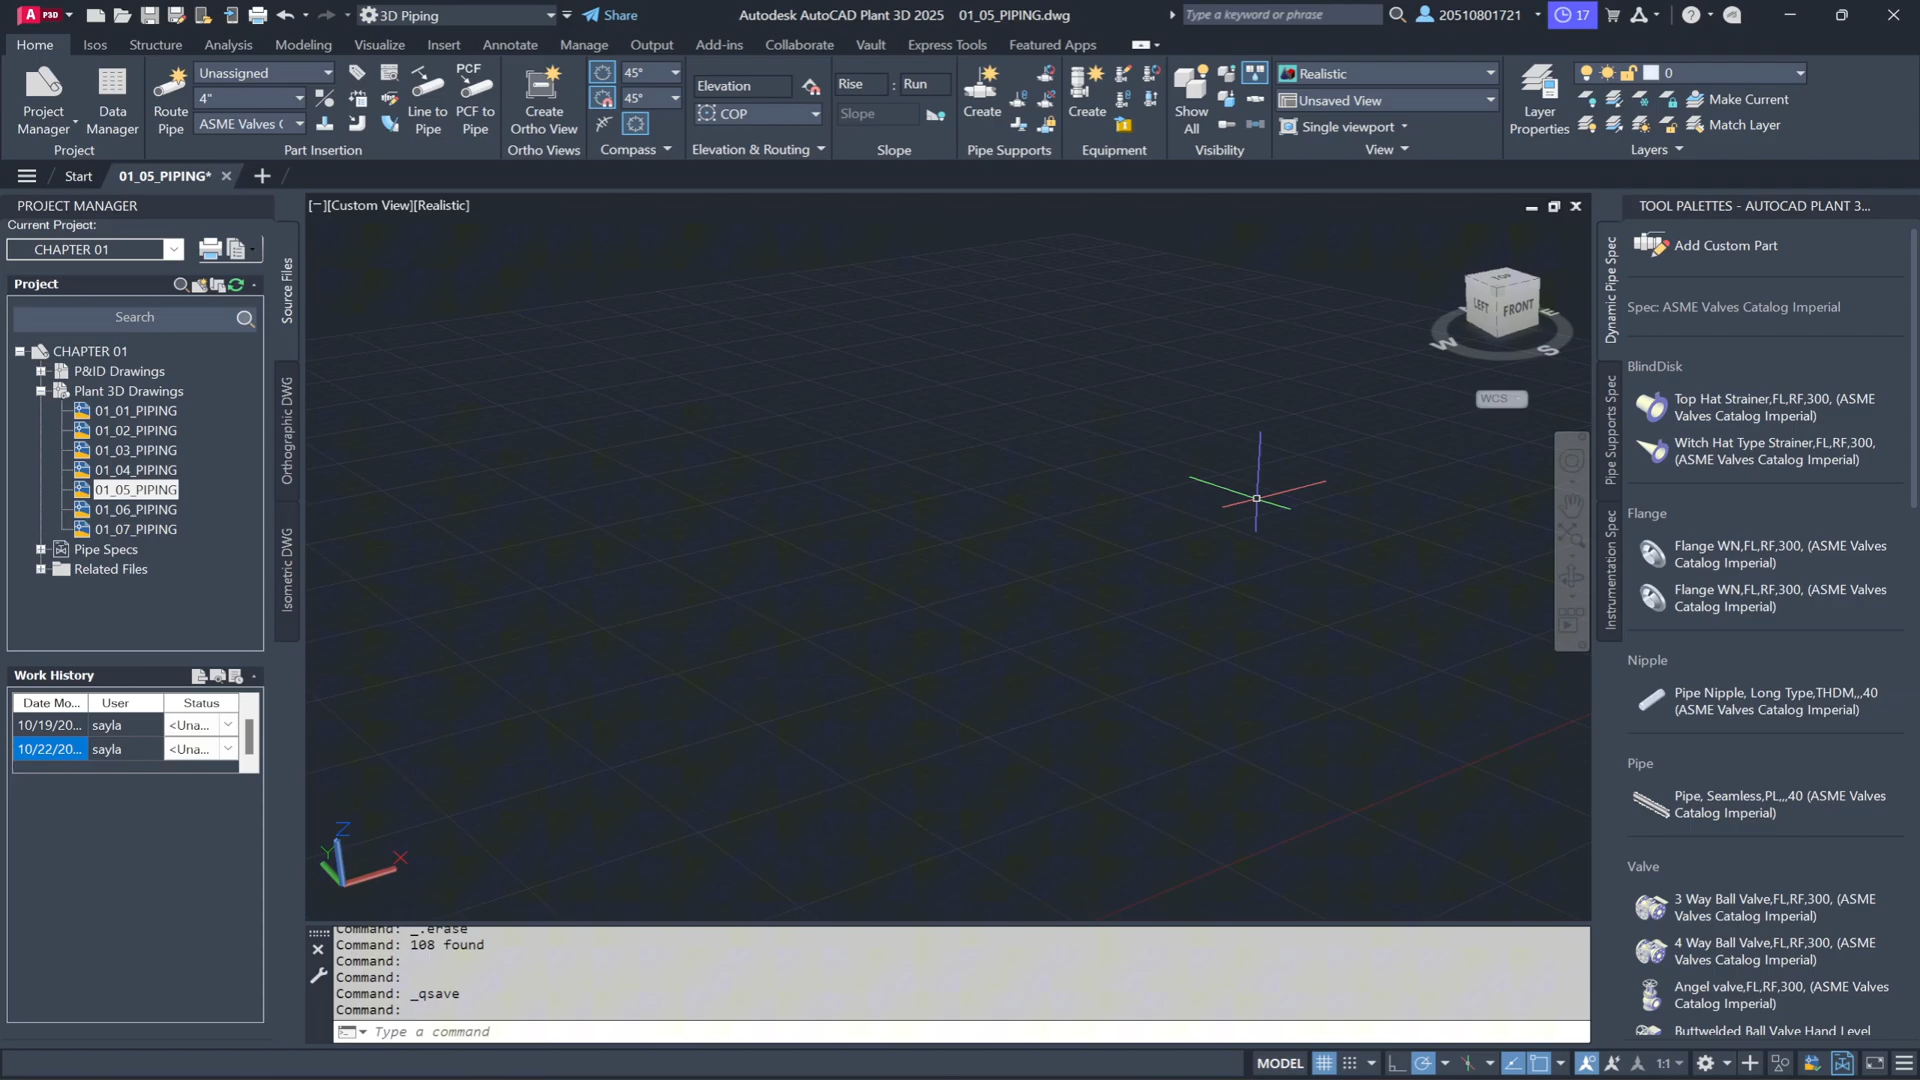 P3D
3D Piping
Share
Autodesk AutoCAD Plant 3D 2025 01_05_PIPING.dwg
Type a keyword or phrase
20510801721
17
Home Isos Structure Analysis Modeling Visualize Insert Annotate Manage Output Add-ins Collaborate Vault Express Tools Featured Apps
Project Manager
Data Manager
Project
Route Pipe
Unassigned
4"
ASME Valves C
Line to Pipe
PCF
PCF to Pipe
Part Insertion
Create Ortho View
Ortho Views
45°
45°
Compass
Elevation
COP
Elevation & Routing
Rise : Run
Slope
Slope
Create
Pipe Supports
Create
Equipment
Show All
Visibility
Realistic
Unsaved View
Single viewport
View
Layer Properties
0
Make Current
Match Layer
Layers
Start
01_05_PIPING*
PROJECT MANAGER
Current Project:
CHAPTER 01
Project
Search
CHAPTER 01
P&ID Drawings
Plant 3D Drawings
01_01_PIPING
01_02_PIPING
01_03_PIPING
01_04_PIPING
01_05_PIPING
01_06_PIPING
01_07_PIPING
Pipe Specs
Related Files
Source Files
Orthographic DWG
Isometric DWG
Work History
Date Mo... User Status
10/19/20... sayla <Una...
10/22/20... sayla <Una...
[−][Custom View][Realistic]
TOP
LEFT
FRONT
W
S
E
WCS
Z
Y
X
Command: _.erase
Command: 108 found
Command:
Command:
Command: _qsave
Command:
Type a command
TOOL PALETTES - AUTOCAD PLANT 3...
Dynamic Pipe Spec
Pipe Supports Spec
Instrumentation Spec
Add Custom Part
Spec: ASME Valves Catalog Imperial
BlindDisk
Top Hat Strainer,FL,RF,300, (ASME
Valves Catalog Imperial)
Witch Hat Type Strainer,FL,RF,300,
(ASME Valves Catalog Imperial)
Flange
Flange WN,FL,RF,300, (ASME Valves
Catalog Imperial)
Flange WN,FL,RF,300, (ASME Valves
Catalog Imperial)
Nipple
Pipe Nipple, Long Type,THDM,,,40
(ASME Valves Catalog Imperial)
Pipe
Pipe, Seamless,PL,,,40 (ASME Valves
Catalog Imperial)
Valve
3 Way Ball Valve,FL,RF,300, (ASME
Valves Catalog Imperial)
4 Way Ball Valve,FL,RF,300, (ASME
Valves Catalog Imperial)
Angel valve,FL,RF,300, (ASME Valves
Catalog Imperial)
Buttwelded Ball Valve Hand Level
MODEL
1:1